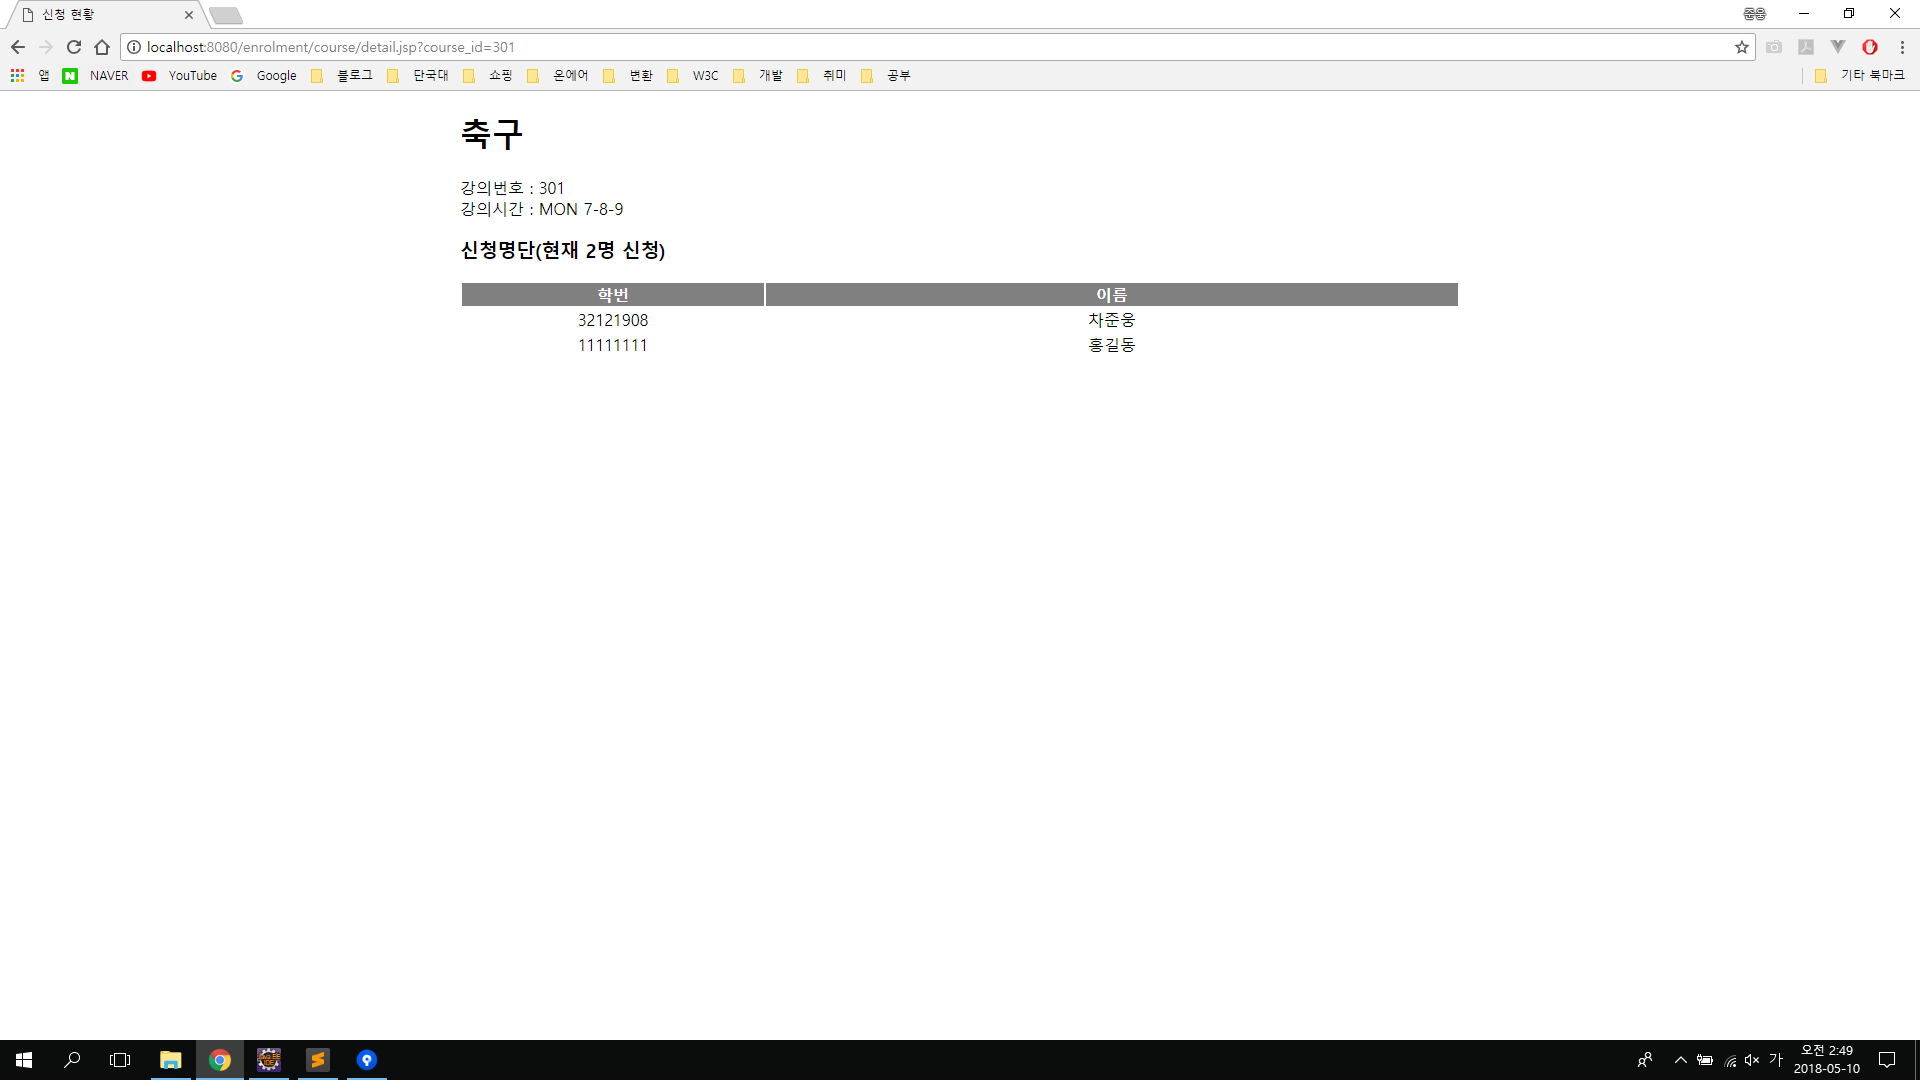 신청 현황
준웅
localhost:8080/enrolment/course/detail.jsp?course_id=301
앱 NAVER YouTube Google 블로그 단국대 쇼핑 온에어 변환 W3C 개발 취미 공부 기타 북마크
축구
강의번호 : 301
강의시간 : MON 7-8-9
신청명단(현재 2명 신청)
학번 이름
32121908 차준웅
11111111 홍길동
가 오전 2:49
2018-05-10